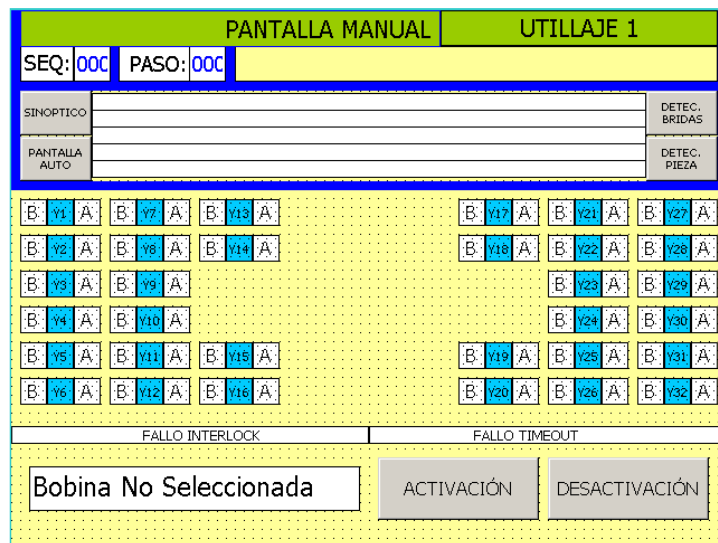 PANTALLA MANUAL UTILLAJE 1
SEQ: 000 PASO: 000
SINOPTICO DETEC. BRIDAS
PANTALLA AUTO DETEC. PIEZA
B Y1 A B Y7 A B Y13 A B Y17 A B Y21 A B Y27 A
B Y2 A B Y8 A B Y14 A B Y18 A B Y22 A B Y28 A
B Y3 A B Y9 A B Y23 A B Y29 A
B Y4 A B Y10 A B Y24 A B Y30 A
B Y5 A B Y11 A B Y15 A B Y19 A B Y25 A B Y31 A
B Y6 A B Y12 A B Y16 A B Y20 A B Y26 A B Y32 A
FALLO INTERLOCK FALLO TIMEOUT
Bobina No Seleccionada ACTIVACIÓN DESACTIVACIÓN